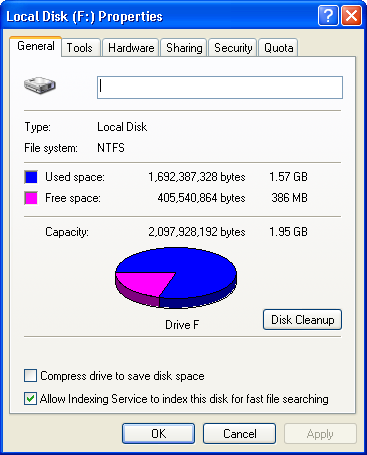 Local Disk (F:) Properties
General Tools Hardware Sharing Security Quota
Type: Local Disk
File system: NTFS
Used space: 1,692,387,328 bytes 1.57 GB
Free space: 405,540,864 bytes 386 MB
Capacity: 2,097,928,192 bytes 1.95 GB
Drive F
Disk Cleanup
Compress drive to save disk space
Allow Indexing Service to index this disk for fast file searching
OK Cancel Apply